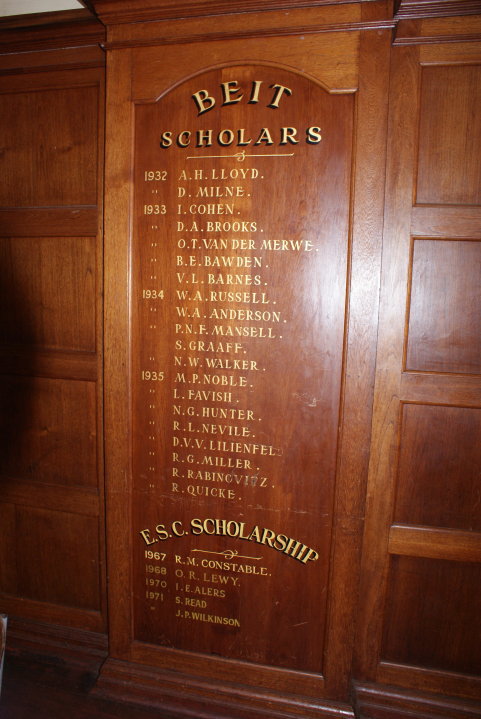 BEIT
SCHOLARS
1932 A.H. LLOYD.
" D. MILNE.
1933 I. COHEN.
" D.A. BROOKS.
" O.T. VAN DER MERWE.
" B.E. BAWDEN.
" V.L. BARNES.
1934 W.A. RUSSELL.
" W.A. ANDERSON.
" P.N.F. MANSELL.
S. GRAAFF.
" N.W. WALKER.
1935 M.P. NOBLE.
" L. FAVISH.
" N.G. HUNTER.
" R.L. NEVILE.
" D.V.V. LILIENFELD
" R.G. MILLER.
" R. RABINOVITZ.
" R. QUICKE.
E.S.C. SCHOLARSHIP
1967 R.M. CONSTABLE.
1968 O.R. LEWY.
1970 I.E. ALERS
1971 S. READ
" J.P. WILKINSON